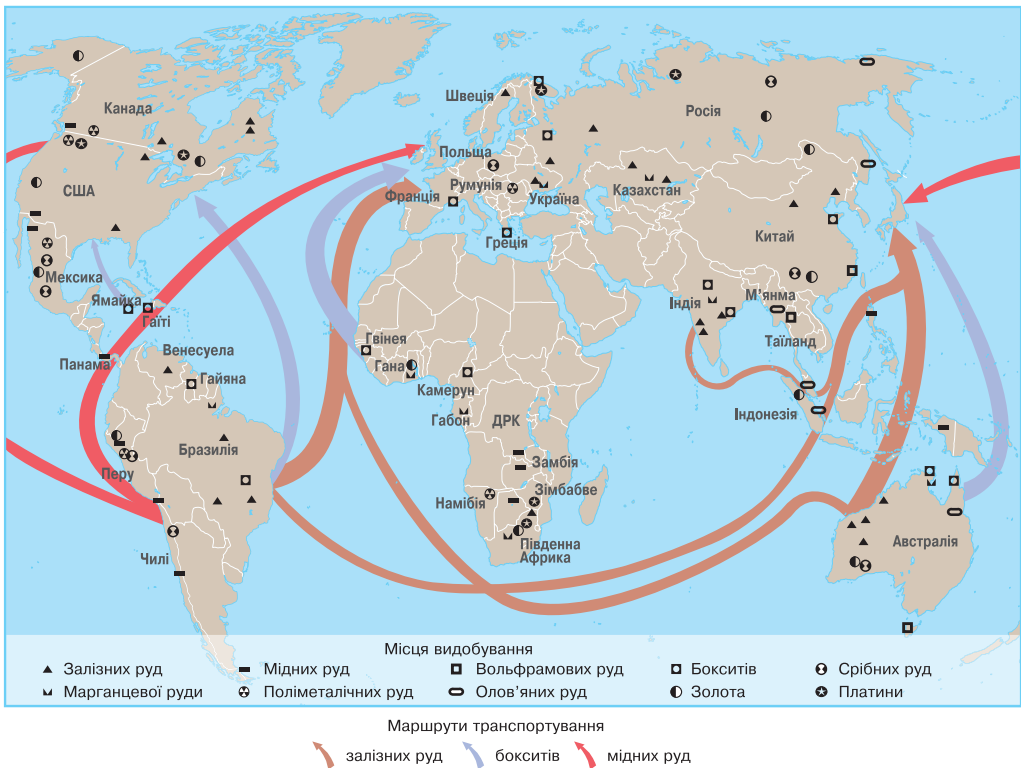 Швеція
Росія
Канада
Польща
США
Румунія
Казахстан
Франція
Україна
Китай
Греція
Мексика
М’янма
Ямайка
Індія
Гаїті
Гвінея
Таїланд
Панама
Венесуела
Гана
Гайяна
Камерун
Індонезія
Габон
ДРК
Бразилія
Замбія
Перу
Зімбабве
Намібія
Австралія
Чилі
Південна
Африка
Місця видобування
Залізних руд
Мідних руд
Вольфрамових руд
Бокситів
Срібних руд
Марганцевої руди
Поліметалічних руд
Олов’яних руд
Золота
Платини
Маршрути транспортування
залізних руд
бокситів
мідних руд